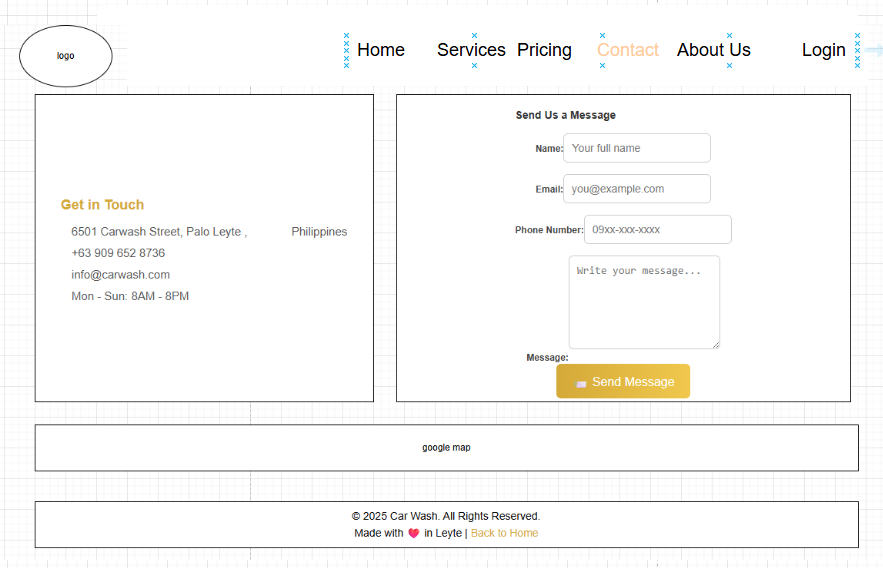 logo
Home Services Pricing Contact About Us Login
Get in Touch
6501 Carwash Street, Palo Leyte , Philippines
+63 909 652 8736
info@carwash.com
Mon - Sun: 8AM - 8PM
Send Us a Message
Name: Your full name
Email: you@example.com
Phone Number: 09xx-xxx-xxxx
Write your message...
Message:
Send Message
google map
© 2025 Car Wash. All Rights Reserved.
Made with 💖 in Leyte | Back to Home